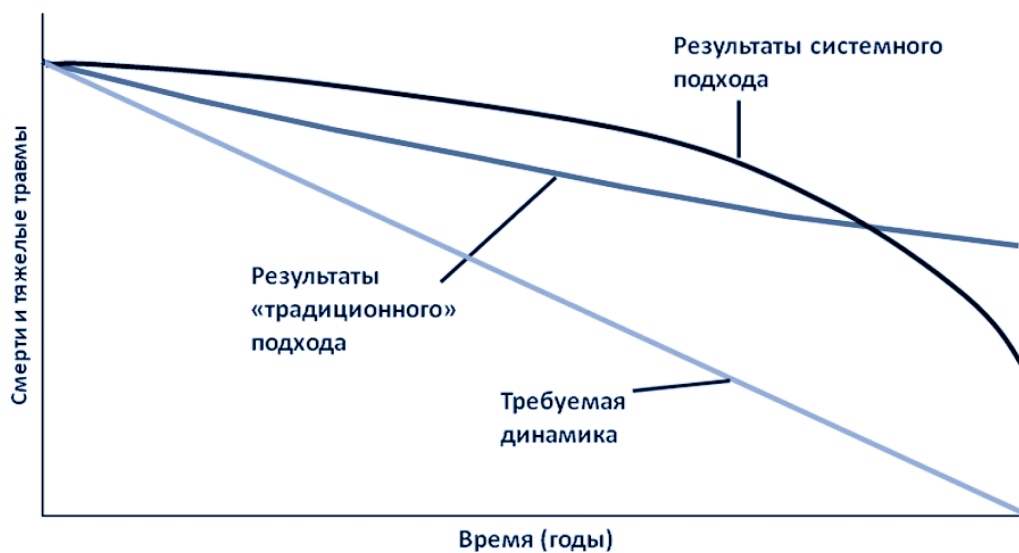 Результаты системного
подхода
Смерти и тяжелые травмы
Результаты
«традиционного»
подхода
Требуемая
динамика
Время (годы)